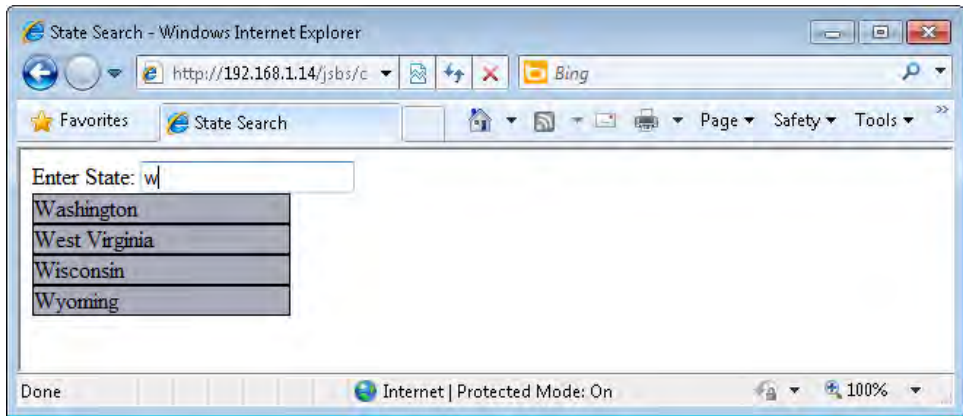 State Search - Windows Internet Explorer
http://192.168.1.14/jsbs/c
Bing
Favorites
State Search
Page
Safety
Tools
Enter State: w
Washington
West Virginia
Wisconsin
Wyoming
Done
Internet | Protected Mode: On
100%